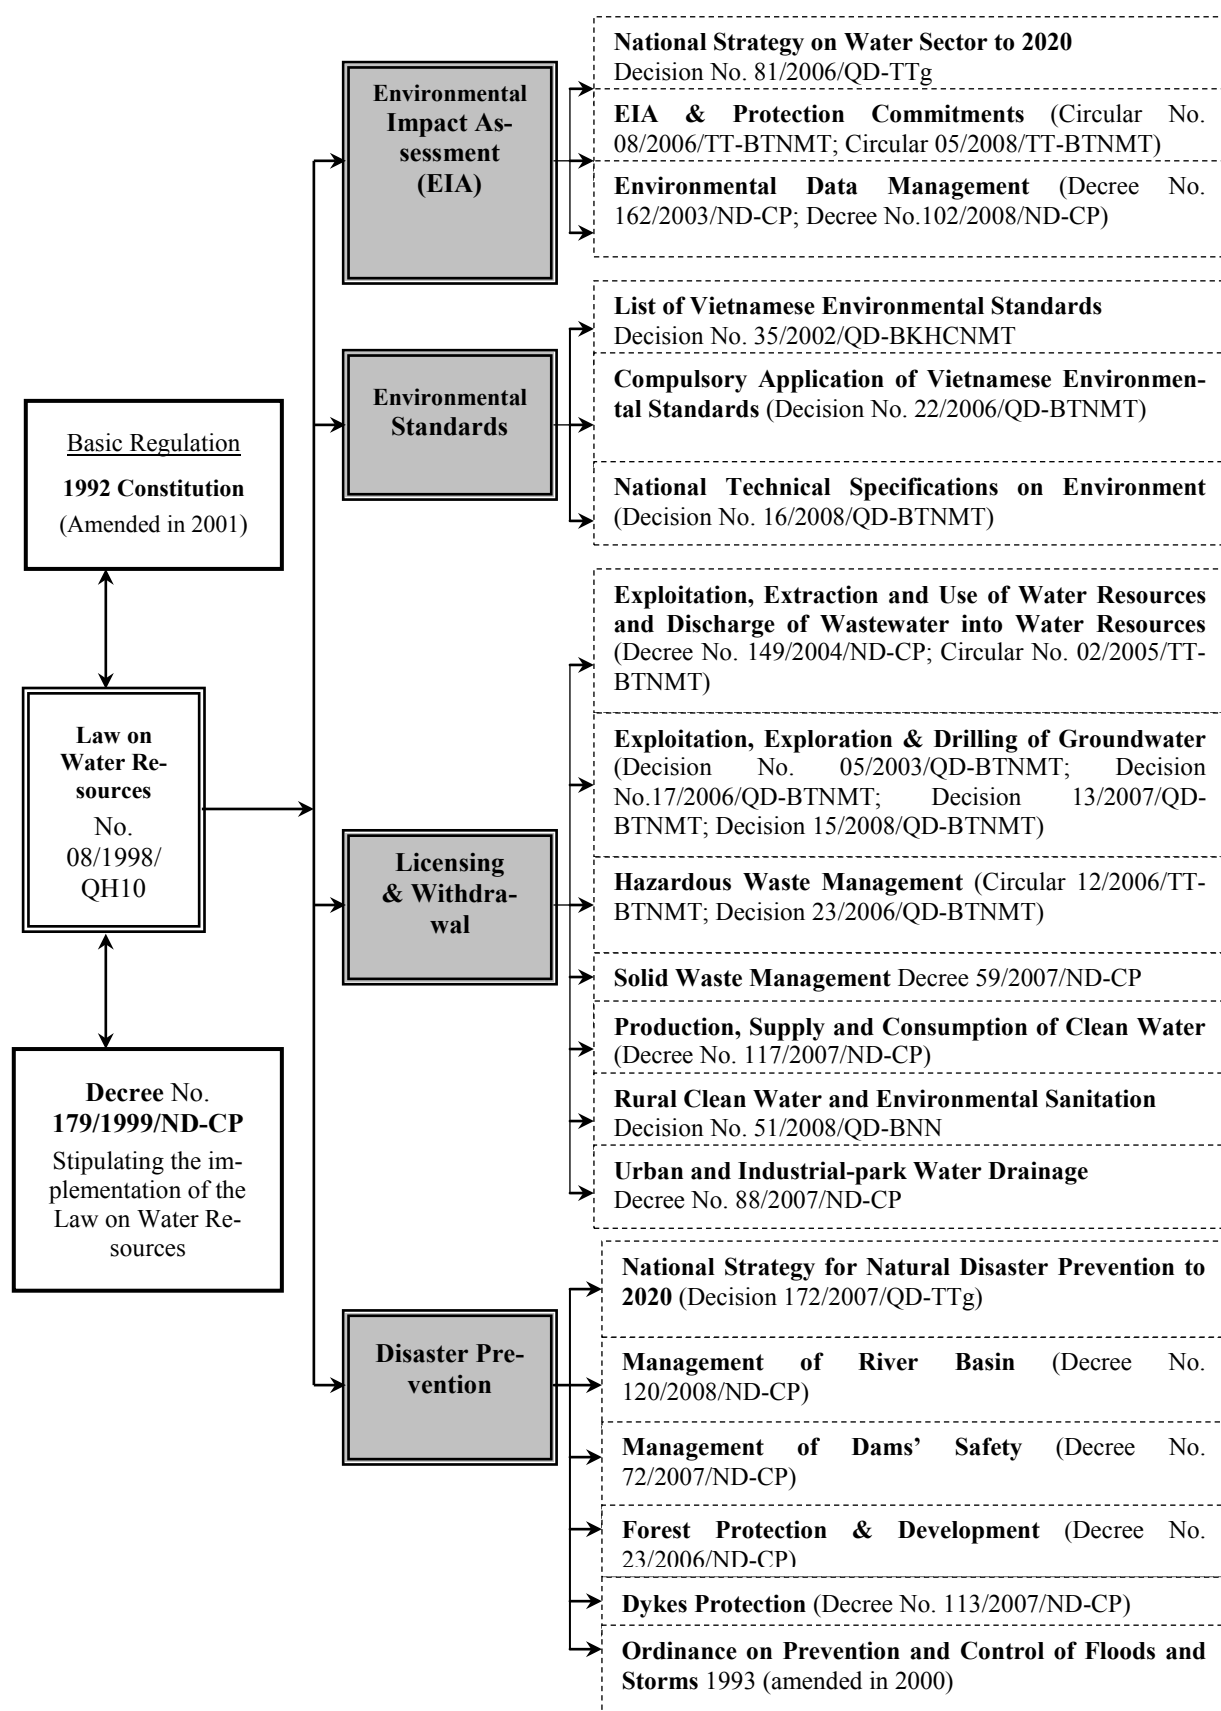 Basic Regulation
1992 Constitution
(Amended in 2001)
Law on
Water Re-
sources
No.
08/1998/
QH10
Decree No.
179/1999/ND-CP
Stipulating the im-
plementation of the
Law on Water Re-
sources
Environmental
Impact As-
sessment
(EIA)
National Strategy on Water Sector to 2020
Decision No. 81/2006/QD-TTg
EIA & Protection Commitments (Circular No.
08/2006/TT-BTNMT; Circular 05/2008/TT-BTNMT)
Environmental Data Management (Decree No.
162/2003/ND-CP; Decree No.102/2008/ND-CP)
Environmental
Standards
List of Vietnamese Environmental Standards
Decision No. 35/2002/QD-BKHCNMT
Compulsory Application of Vietnamese Environmen-
tal Standards (Decision No. 22/2006/QD-BTNMT)
National Technical Specifications on Environment
(Decision No. 16/2008/QD-BTNMT)
Licensing
& Withdra-
wal
Exploitation, Extraction and Use of Water Resources
and Discharge of Wastewater into Water Resources
(Decree No. 149/2004/ND-CP; Circular No. 02/2005/TT-
BTNMT)
Exploitation, Exploration & Drilling of Groundwater
(Decision No. 05/2003/QD-BTNMT; Decision
No.17/2006/QD-BTNMT; Decision 13/2007/QD-
BTNMT; Decision 15/2008/QD-BTNMT)
Hazardous Waste Management (Circular 12/2006/TT-
BTNMT; Decision 23/2006/QD-BTNMT)
Solid Waste Management Decree 59/2007/ND-CP
Production, Supply and Consumption of Clean Water
(Decree No. 117/2007/ND-CP)
Rural Clean Water and Environmental Sanitation
Decision No. 51/2008/QD-BNN
Urban and Industrial-park Water Drainage
Decree No. 88/2007/ND-CP
Disaster Pre-
vention
National Strategy for Natural Disaster Prevention to
2020 (Decision 172/2007/QD-TTg)
Management of River Basin (Decree No.
120/2008/ND-CP)
Management of Dams’ Safety (Decree No.
72/2007/ND-CP)
Forest Protection & Development (Decree No.
23/2006/ND-CP)
Dykes Protection (Decree No. 113/2007/ND-CP)
Ordinance on Prevention and Control of Floods and
Storms 1993 (amended in 2000)